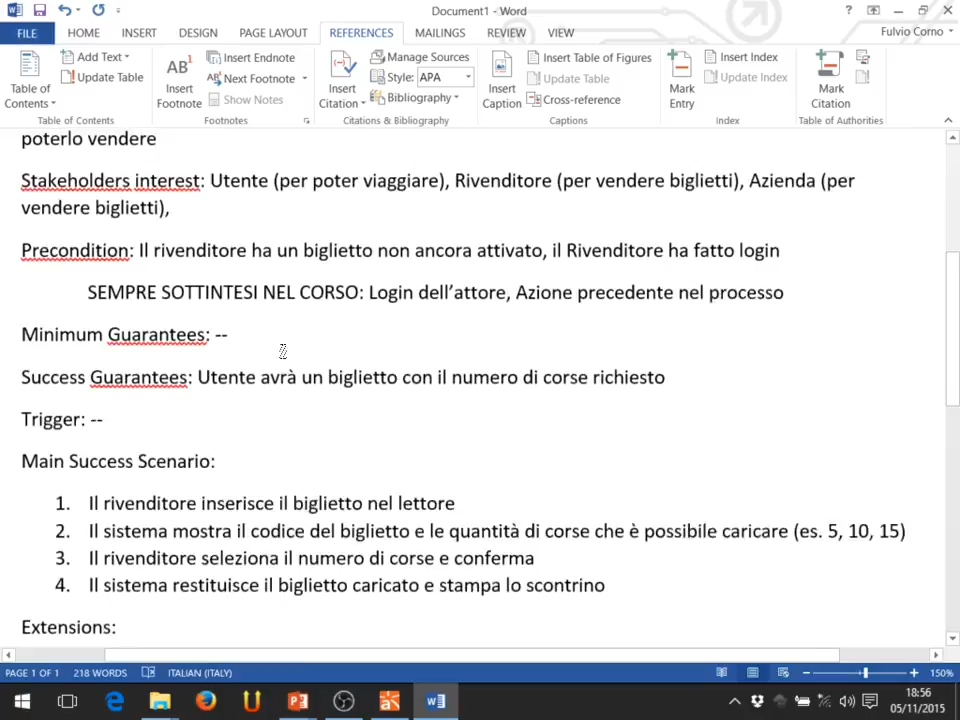 Document1 - Word
?
FILE HOME INSERT DESIGN PAGE LAYOUT REFERENCES MAILINGS REVIEW VIEW Fulvio Corno
Table of Contents
Add Text
Update Table
Table of Contents
AB¹
Insert Footnote
Insert Endnote
Next Footnote
Show Notes
Footnotes
Insert Citation
Manage Sources
Style: APA
Bibliography
Citations & Bibliography
Insert Caption
Insert Table of Figures
Update Table
Cross-reference
Captions
Mark Entry
Insert Index
Update Index
Index
Mark Citation
Table of Authorities
poterlo vendere
Stakeholders interest: Utente (per poter viaggiare), Rivenditore (per vendere biglietti), Azienda (per
vendere biglietti),
Precondition: Il rivenditore ha un biglietto non ancora attivato, il Rivenditore ha fatto login
SEMPRE SOTTINTESI NEL CORSO: Login dell’attore, Azione precedente nel processo
Minimum Guarantees: --
Success Guarantees: Utente avrà un biglietto con il numero di corse richiesto
Trigger: --
Main Success Scenario:
1. Il rivenditore inserisce il biglietto nel lettore
2. Il sistema mostra il codice del biglietto e le quantità di corse che è possibile caricare (es. 5, 10, 15)
3. Il rivenditore seleziona il numero di corse e conferma
4. Il sistema restituisce il biglietto caricato e stampa lo scontrino
Extensions:
PAGE 1 OF 1 218 WORDS ITALIAN (ITALY) 150%
18:56
05/11/2015